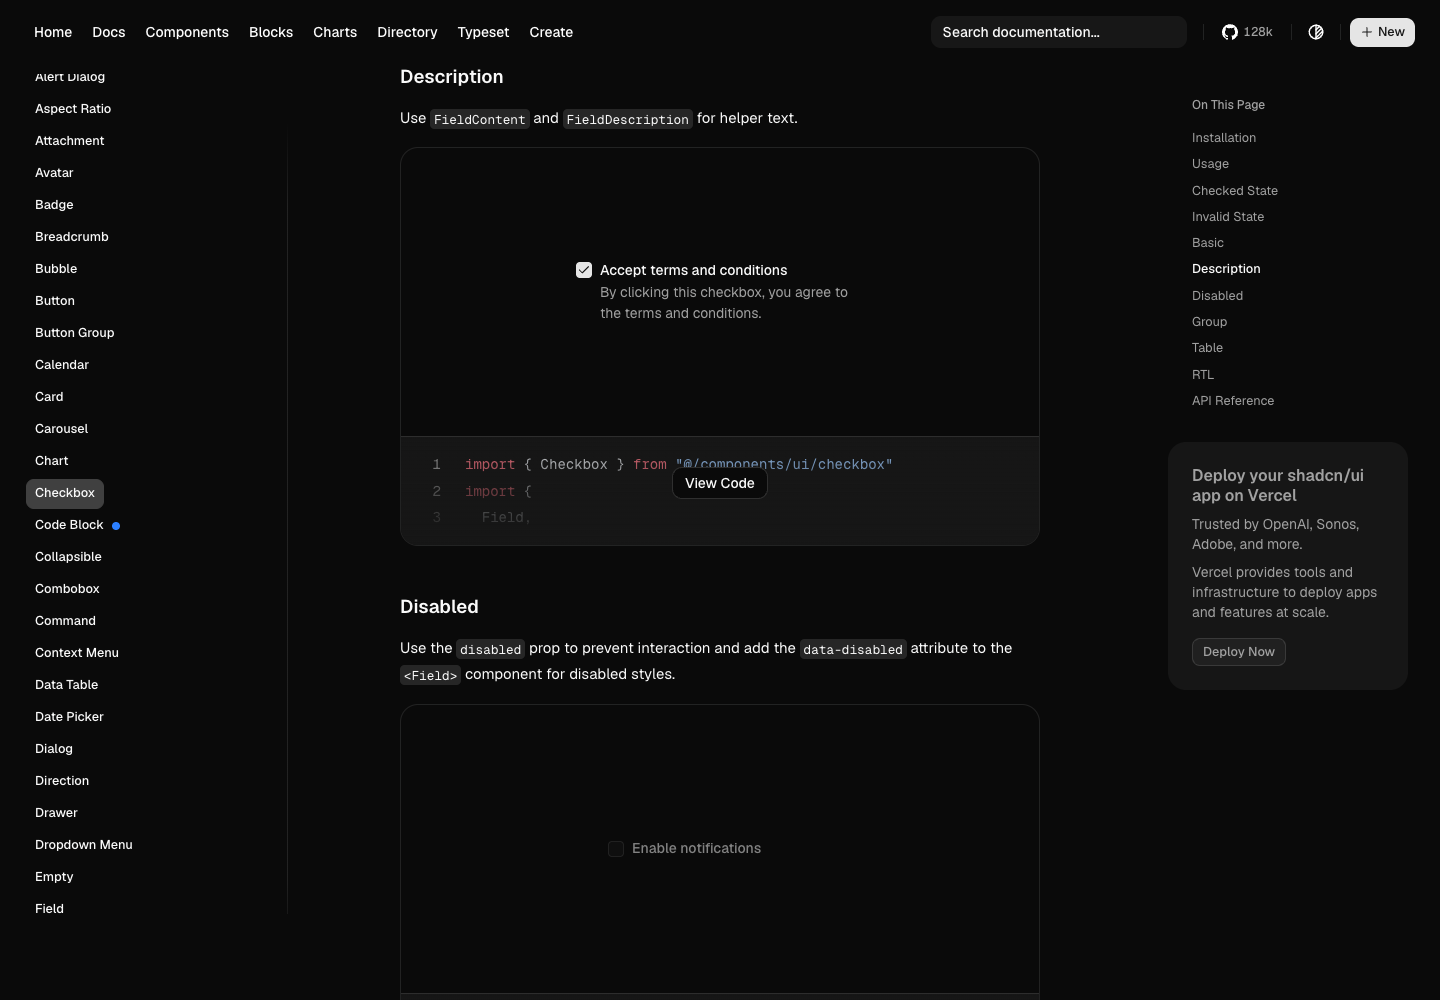 Home Docs Components Blocks Charts Directory Typeset Create
Search documentation...
128k
New
Alert Dialog
Aspect Ratio
Attachment
Avatar
Badge
Breadcrumb
Bubble
Button
Button Group
Calendar
Card
Carousel
Chart
Checkbox
Code Block
Collapsible
Combobox
Command
Context Menu
Data Table
Date Picker
Dialog
Direction
Drawer
Dropdown Menu
Empty
Field
Description
Use FieldContent and FieldDescription for helper text.
Accept terms and conditions
By clicking this checkbox, you agree to
the terms and conditions.
1 import { Checkbox } from "@/components/ui/checkbox"
2 import {
3 Field,
View Code
Disabled
Use the disabled prop to prevent interaction and add the data-disabled attribute to the
<Field> component for disabled styles.
Enable notifications
On This Page
Installation
Usage
Checked State
Invalid State
Basic
Description
Disabled
Group
Table
RTL
API Reference
Deploy your shadcn/ui
app on Vercel
Trusted by OpenAI, Sonos,
Adobe, and more.
Vercel provides tools and
infrastructure to deploy apps
and features at scale.
Deploy Now